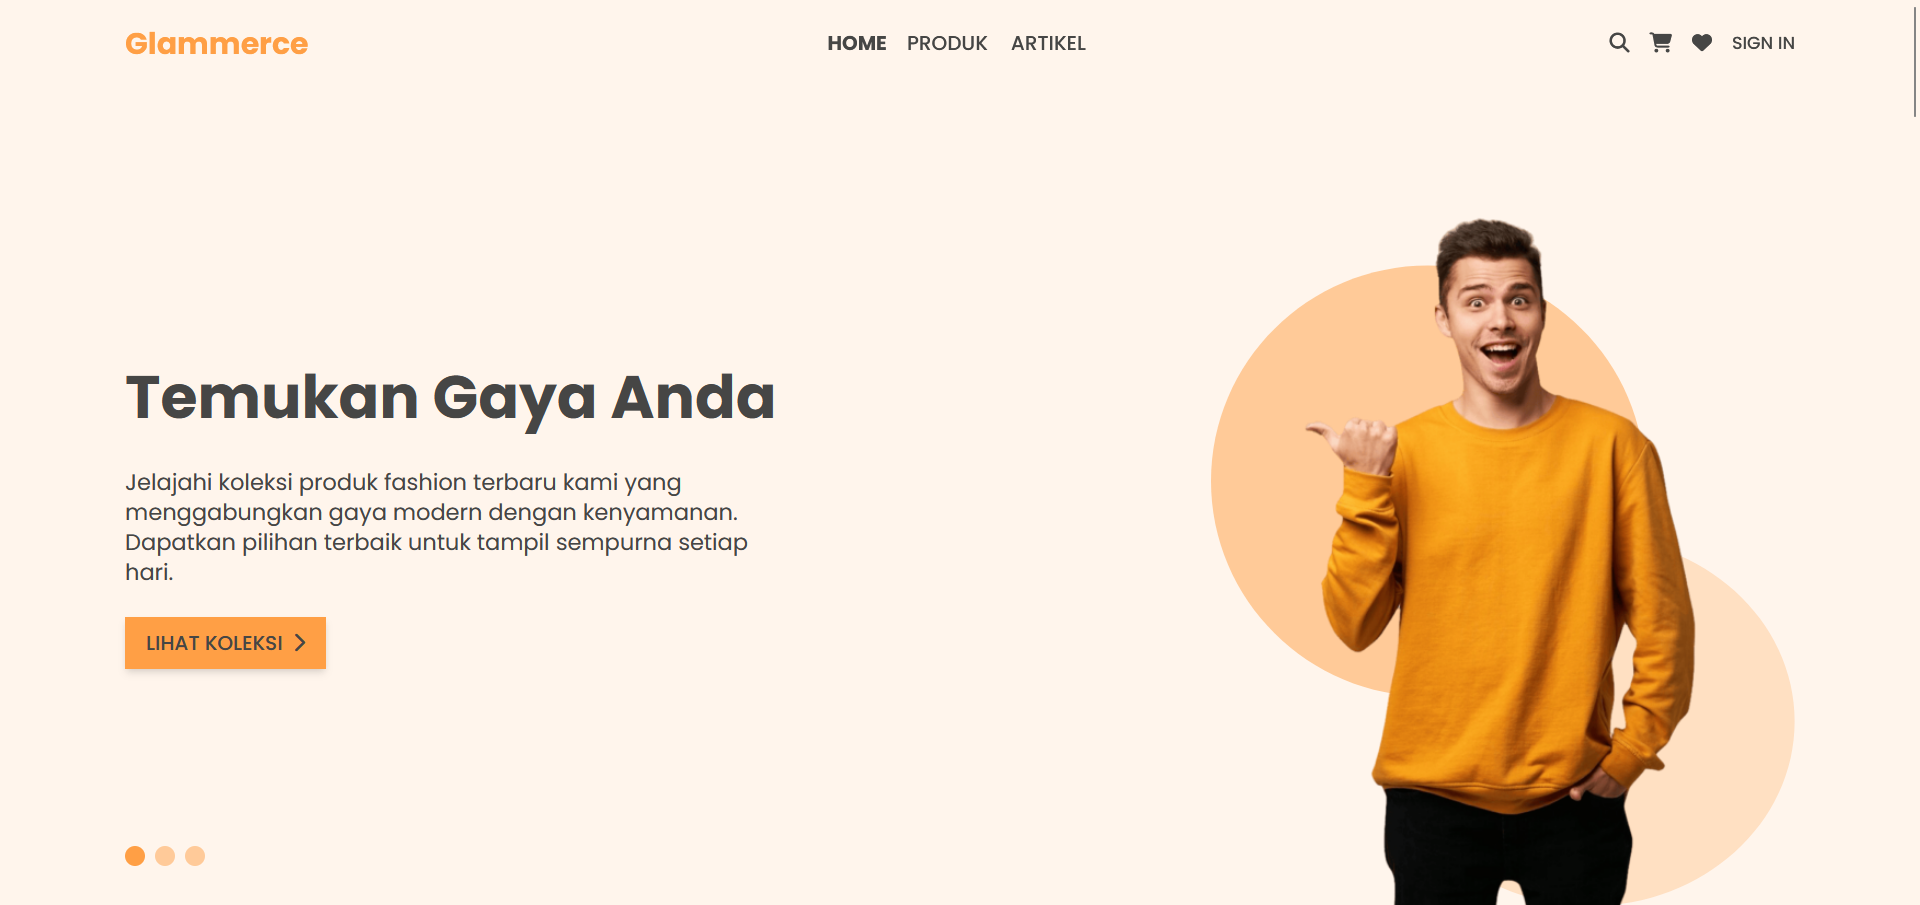 Glammerce
HOME PRODUK ARTIKEL
SIGN IN
Temukan Gaya Anda
Jelajahi koleksi produk fashion terbaru kami yang
menggabungkan gaya modern dengan kenyamanan.
Dapatkan pilihan terbaik untuk tampil sempurna setiap
hari.
LIHAT KOLEKSI